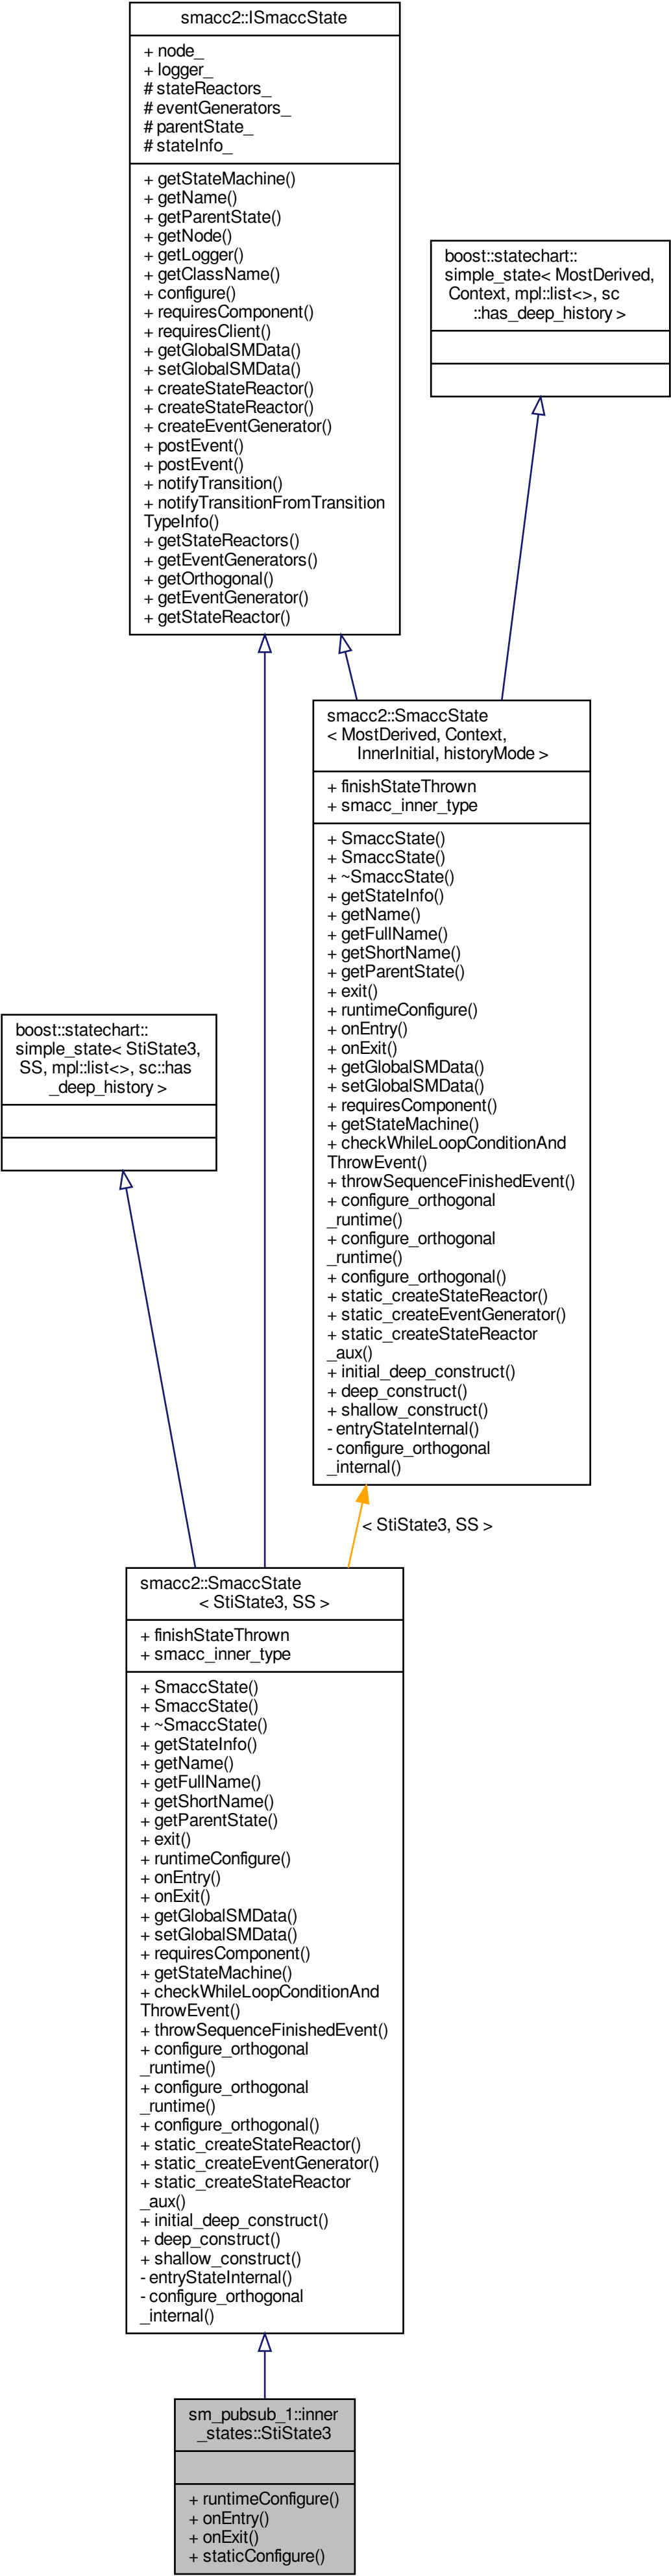 smacc2::ISmaccState
+ node_
+ logger_
# stateReactors_
# eventGenerators_
# parentState_
# stateInfo_
+ getStateMachine()
+ getName()
+ getParentState()
+ getNode()
+ getLogger()
+ getClassName()
+ configure()
+ requiresComponent()
+ requiresClient()
+ getGlobalSMData()
+ setGlobalSMData()
+ createStateReactor()
+ createStateReactor()
+ createEventGenerator()
+ postEvent()
+ postEvent()
+ notifyTransition()
+ notifyTransitionFromTransition
TypeInfo()
+ getStateReactors()
+ getEventGenerators()
+ getOrthogonal()
+ getEventGenerator()
+ getStateReactor()
boost::statechart::
simple_state< MostDerived,
Context, mpl::list<>, sc
::has_deep_history >
smacc2::SmaccState
< MostDerived, Context,
InnerInitial, historyMode >
+ finishStateThrown
+ smacc_inner_type
+ SmaccState()
+ SmaccState()
+ ~SmaccState()
+ getStateInfo()
+ getName()
+ getFullName()
+ getShortName()
+ getParentState()
+ exit()
+ runtimeConfigure()
+ onEntry()
+ onExit()
+ getGlobalSMData()
+ setGlobalSMData()
+ requiresComponent()
+ getStateMachine()
+ checkWhileLoopConditionAnd
ThrowEvent()
+ throwSequenceFinishedEvent()
+ configure_orthogonal
_runtime()
+ configure_orthogonal
_runtime()
+ configure_orthogonal()
+ static_createStateReactor()
+ static_createEventGenerator()
+ static_createStateReactor
_aux()
+ initial_deep_construct()
+ deep_construct()
+ shallow_construct()
- entryStateInternal()
- configure_orthogonal
_internal()
boost::statechart::
simple_state< StiState3,
SS, mpl::list<>, sc::has
_deep_history >
< StiState3, SS >
smacc2::SmaccState
< StiState3, SS >
+ finishStateThrown
+ smacc_inner_type
+ SmaccState()
+ SmaccState()
+ ~SmaccState()
+ getStateInfo()
+ getName()
+ getFullName()
+ getShortName()
+ getParentState()
+ exit()
+ runtimeConfigure()
+ onEntry()
+ onExit()
+ getGlobalSMData()
+ setGlobalSMData()
+ requiresComponent()
+ getStateMachine()
+ checkWhileLoopConditionAnd
ThrowEvent()
+ throwSequenceFinishedEvent()
+ configure_orthogonal
_runtime()
+ configure_orthogonal
_runtime()
+ configure_orthogonal()
+ static_createStateReactor()
+ static_createEventGenerator()
+ static_createStateReactor
_aux()
+ initial_deep_construct()
+ deep_construct()
+ shallow_construct()
- entryStateInternal()
- configure_orthogonal
_internal()
sm_pubsub_1::inner
_states::StiState3
+ runtimeConfigure()
+ onEntry()
+ onExit()
+ staticConfigure()